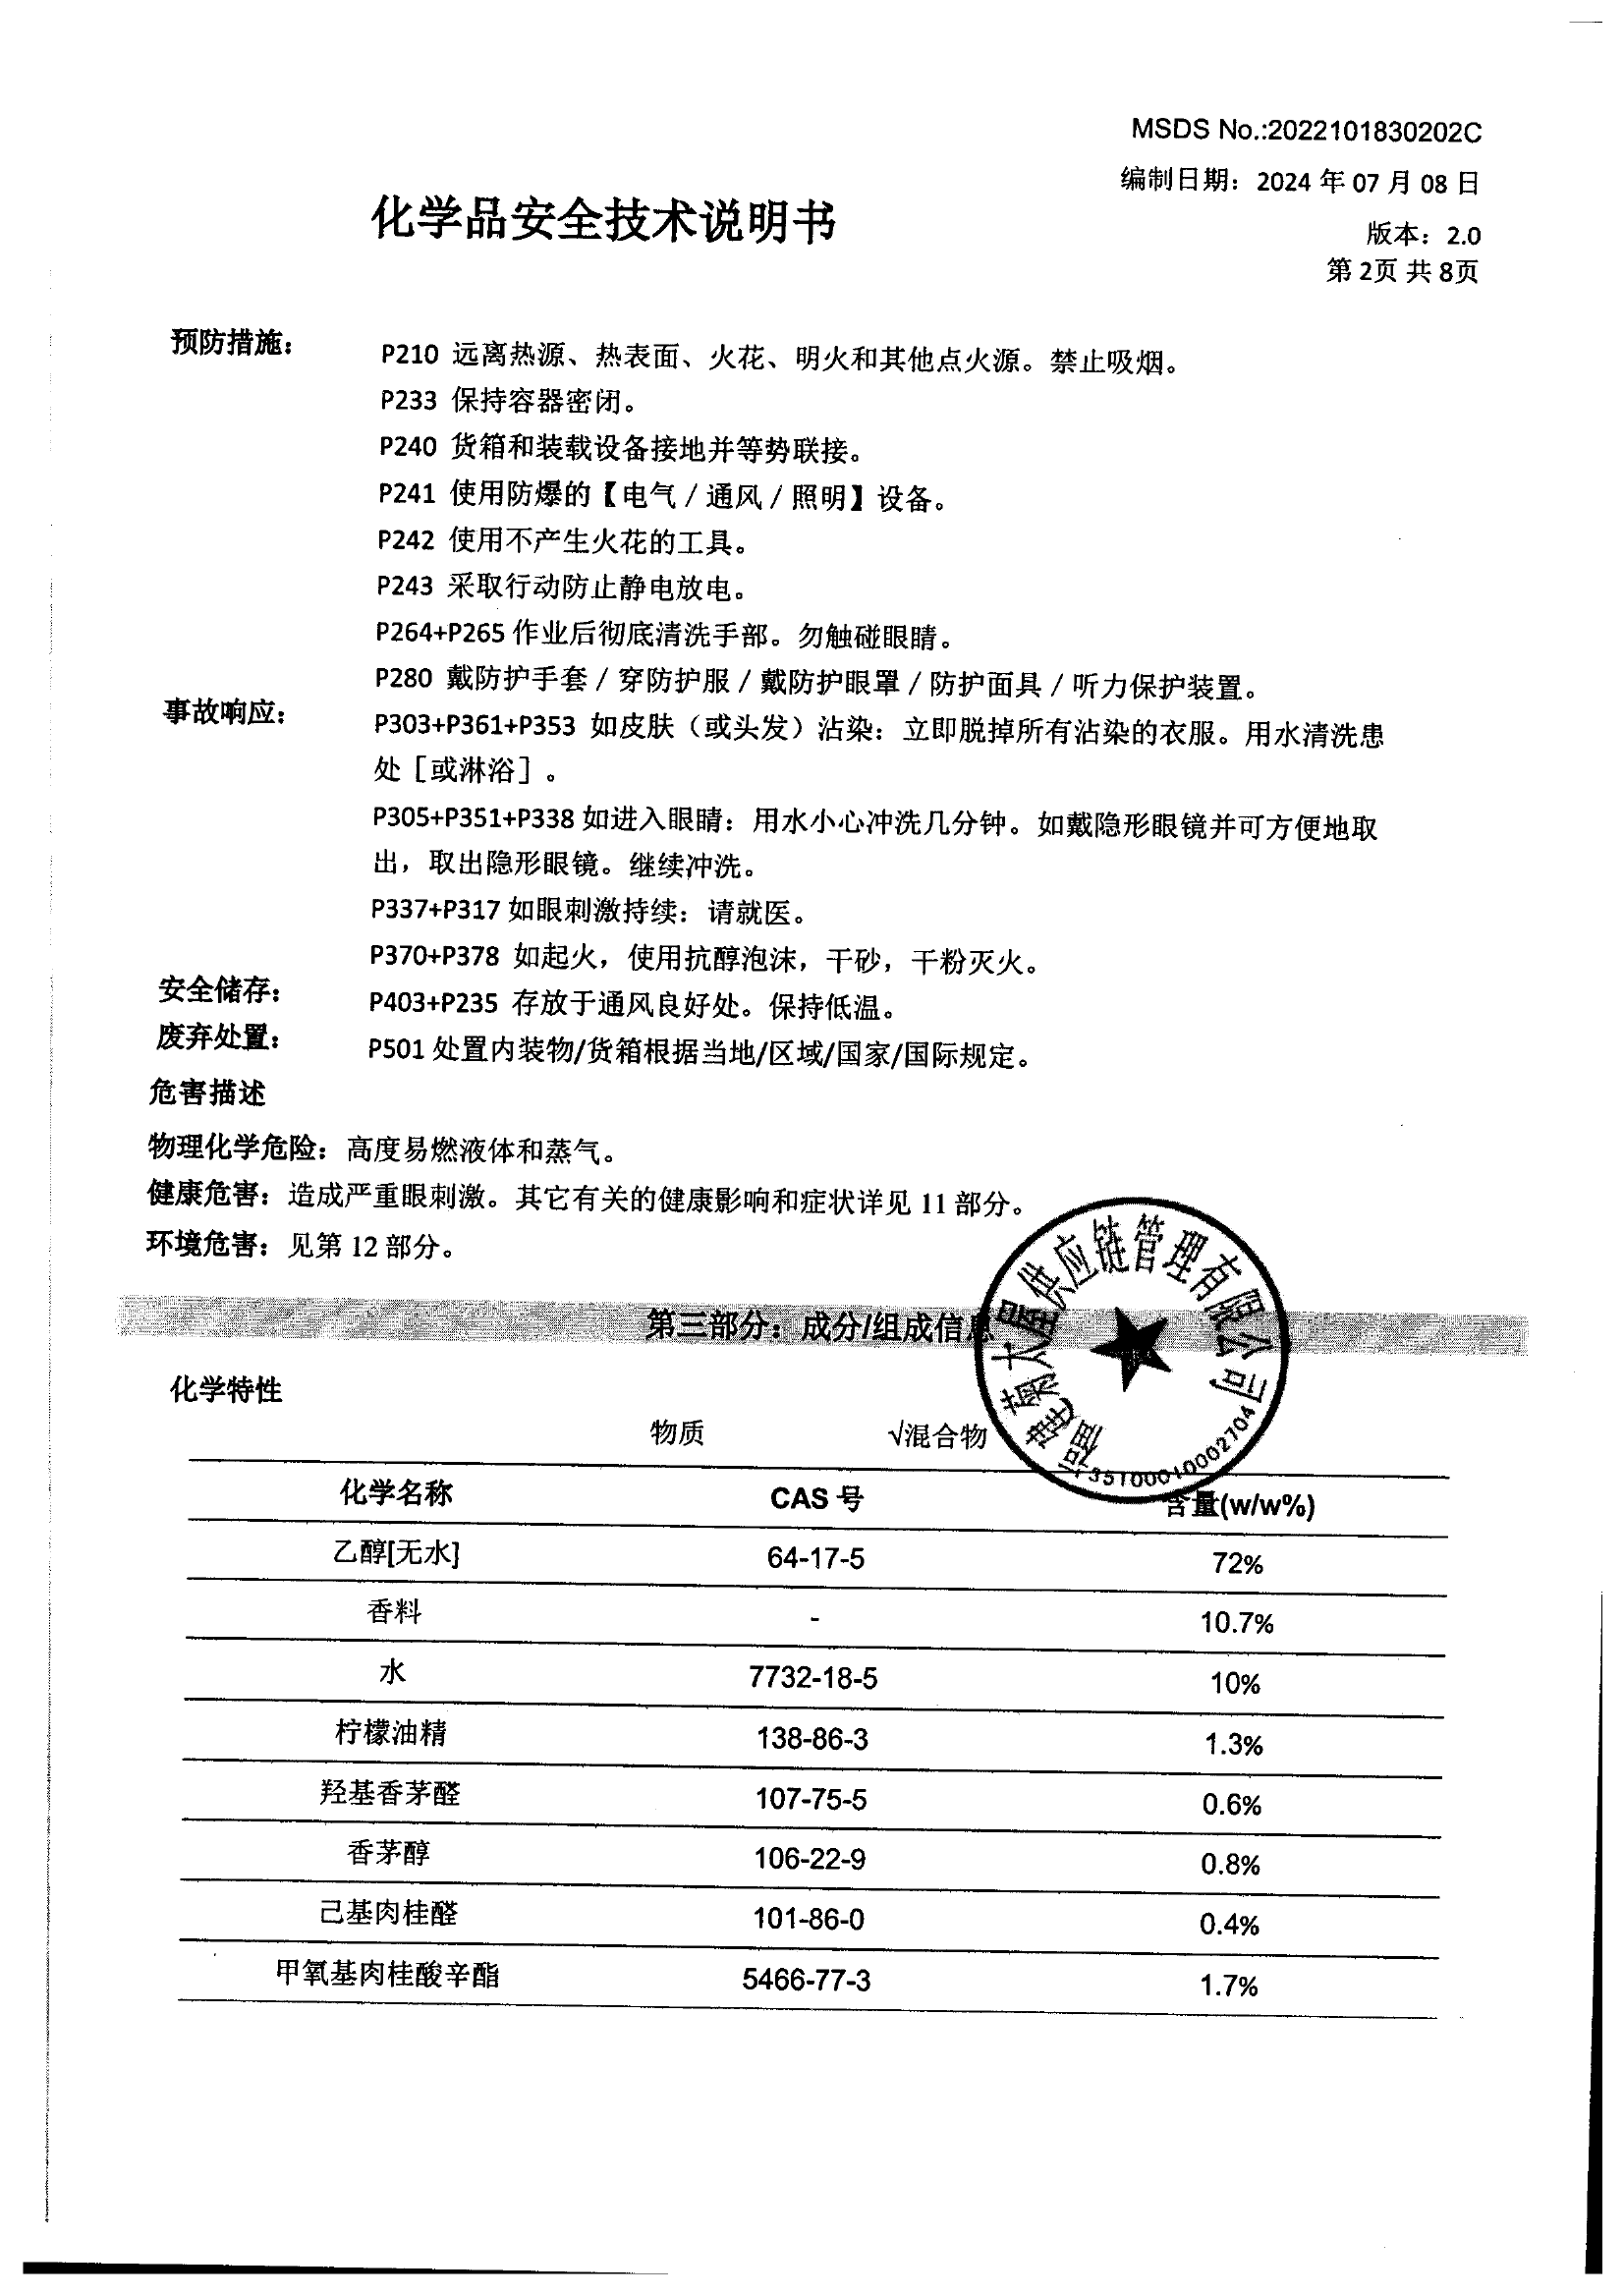 MSDS No.:2022101830202C
编制日期：2024 年 07 月 08 日
化学品安全技术说明书
版本：2.0
第 2页 共 8页
预防措施：
P210 远离热源、热表面、火花、明火和其他点火源。禁止吸烟。
P233 保持容器密闭。
P240 货箱和装载设备接地并等势联接。
P241 使用防爆的【电气 / 通风 / 照明】设备。
P242 使用不产生火花的工具。
P243 采取行动防止静电放电。
P264+P265 作业后彻底清洗手部。勿触碰眼睛。
P280 戴防护手套 / 穿防护服 / 戴防护眼罩 / 防护面具 / 听力保护装置。
事故响应：
P303+P361+P353 如皮肤（或头发）沾染：立即脱掉所有沾染的衣服。用水清洗患
处［或淋浴］。
P305+P351+P338 如进入眼睛：用水小心冲洗几分钟。如戴隐形眼镜并可方便地取
出，取出隐形眼镜。继续冲洗。
P337+P317 如眼刺激持续：请就医。
P370+P378 如起火，使用抗醇泡沫，干砂，干粉灭火。
安全储存：
P403+P235 存放于通风良好处。保持低温。
废弃处置：
P501 处置内装物/货箱根据当地/区域/国家/国际规定。
危害描述
物理化学危险：高度易燃液体和蒸气。
健康危害：造成严重眼刺激。其它有关的健康影响和症状详见 11 部分。
环境危害：见第 12 部分。
第三部分：成分/组成信息
供应链管理有限公司
35100010002704
化学特性
物质 √混合物
化学名称 CAS 号 含量(w/w%)
乙醇[无水] 64-17-5 72%
香料 - 10.7%
水 7732-18-5 10%
柠檬油精 138-86-3 1.3%
羟基香茅醛 107-75-5 0.6%
香茅醇 106-22-9 0.8%
己基肉桂醛 101-86-0 0.4%
甲氧基肉桂酸辛酯 5466-77-3 1.7%